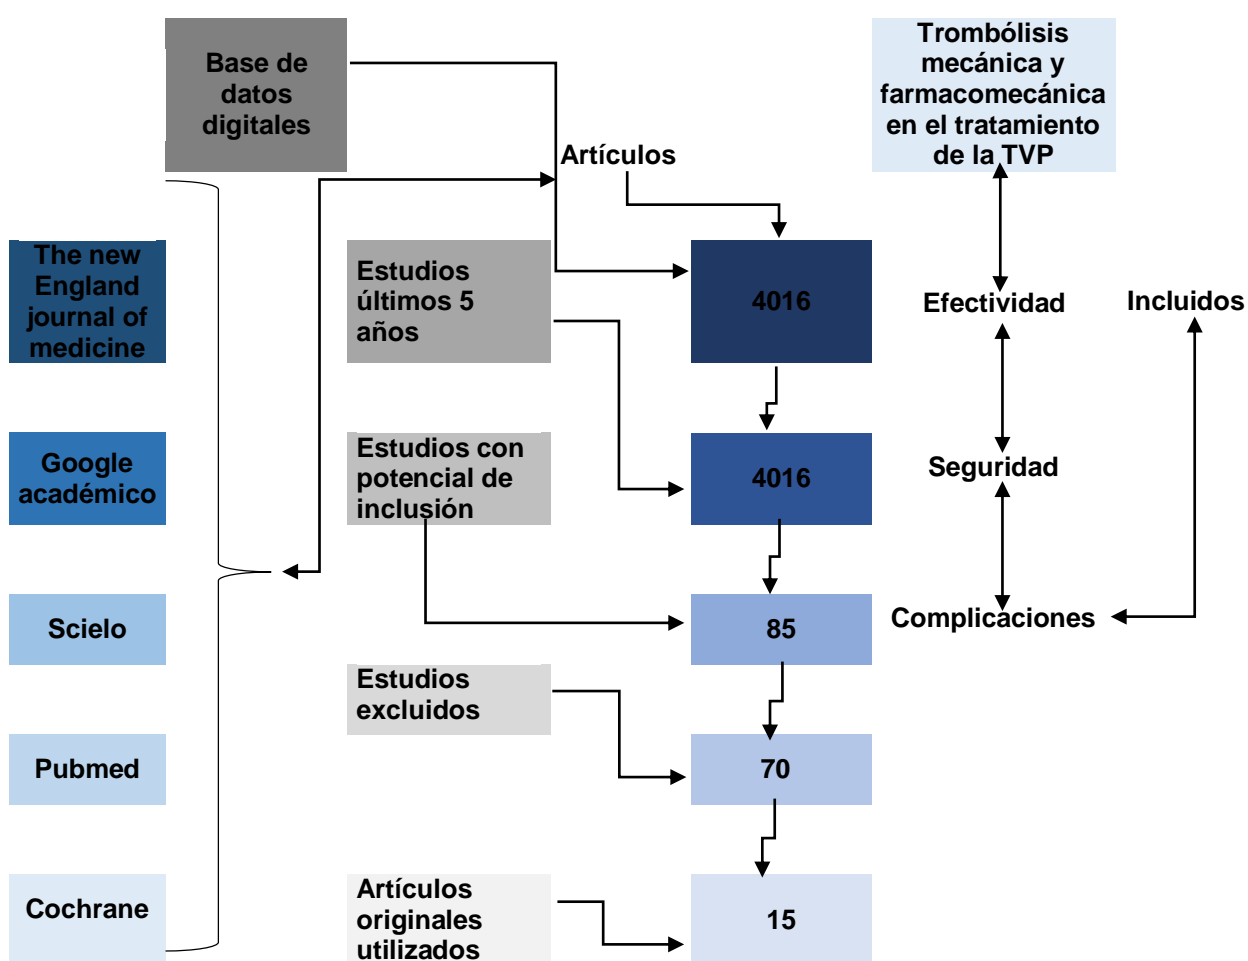 Base de
datos
digitales
Artículos
Trombólisis
mecánica y
farmacomecánica
en el tratamiento
de la TVP
The new
England
journal of
medicine
Estudios
últimos 5
años
4016
Efectividad
Incluidos
Google
académico
Estudios con
potencial de
inclusión
4016
Seguridad
Scielo
85
Complicaciones
Estudios
excluidos
Pubmed
70
Cochrane
Artículos
originales
utilizados
15